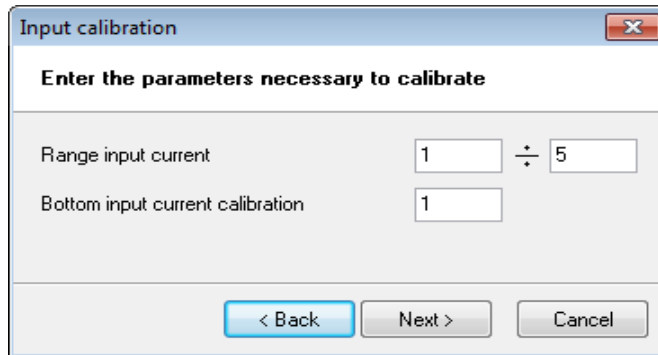 Input calibration
Enter the parameters necessary to calibrate
Range input current 1 ÷ 5
Bottom input current calibration 1
< Back Next > Cancel